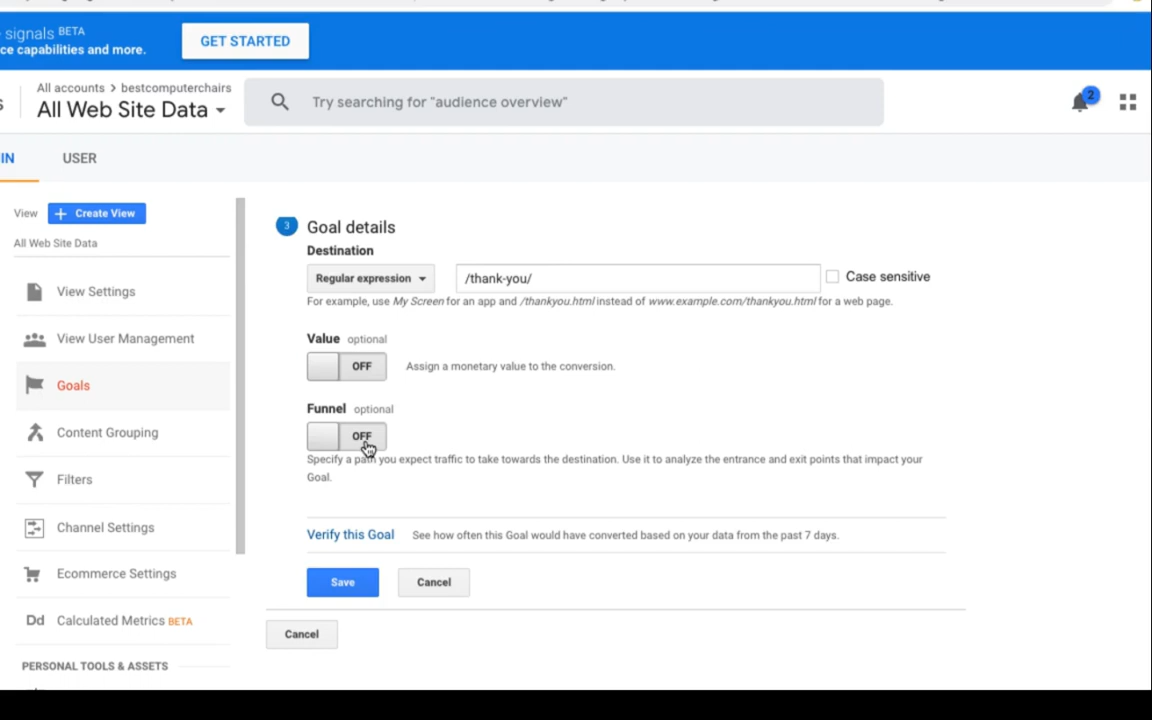 signals BETA
ce capabilities and more.
GET STARTED
All accounts > bestcomputerchairs
All Web Site Data
Try searching for "audience overview"
2
IN
USER
View
+ Create View
All Web Site Data
View Settings
View User Management
Goals
Content Grouping
Filters
Channel Settings
Ecommerce Settings
Dd Calculated Metrics BETA
PERSONAL TOOLS & ASSETS
3 Goal details
Destination
Regular expression
/thank-you/
Case sensitive
For example, use My Screen for an app and /thankyou.html instead of www.example.com/thankyou.html for a web page.
Value optional
OFF
Assign a monetary value to the conversion.
Funnel optional
OFF
Specify a path you expect traffic to take towards the destination. Use it to analyze the entrance and exit points that impact your
Goal.
Verify this Goal See how often this Goal would have converted based on your data from the past 7 days.
Save
Cancel
Cancel